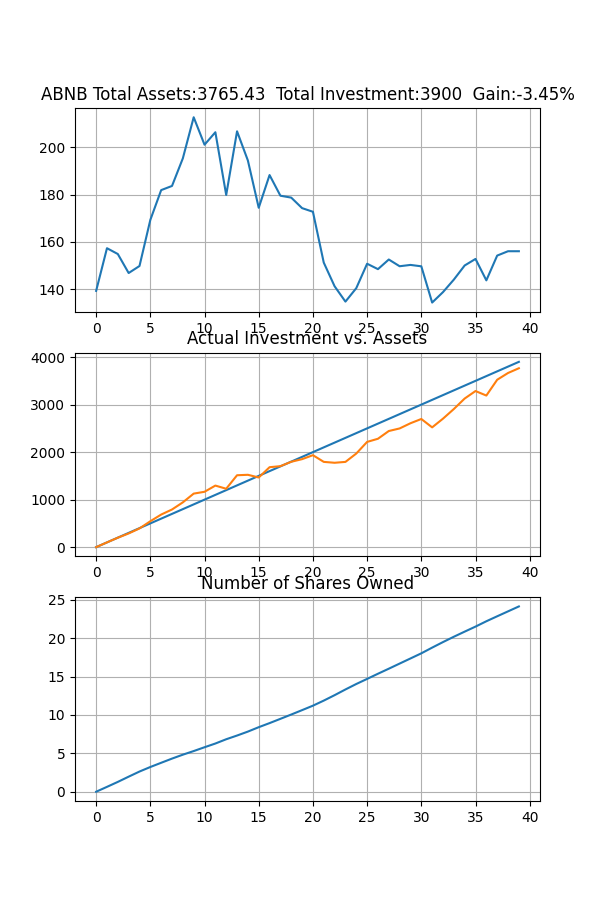 ABNB Total Assets:3765.43  Total Investment:3900  Gain:-3.45%
200
180
160
140
0 5 10 15 20 25 30 35 40
Actual Investment vs. Assets
4000
3000
2000
1000
0
0 5 10 15 20 25 30 35 40
Number of Shares Owned
25
20
15
10
5
0
0 5 10 15 20 25 30 35 40